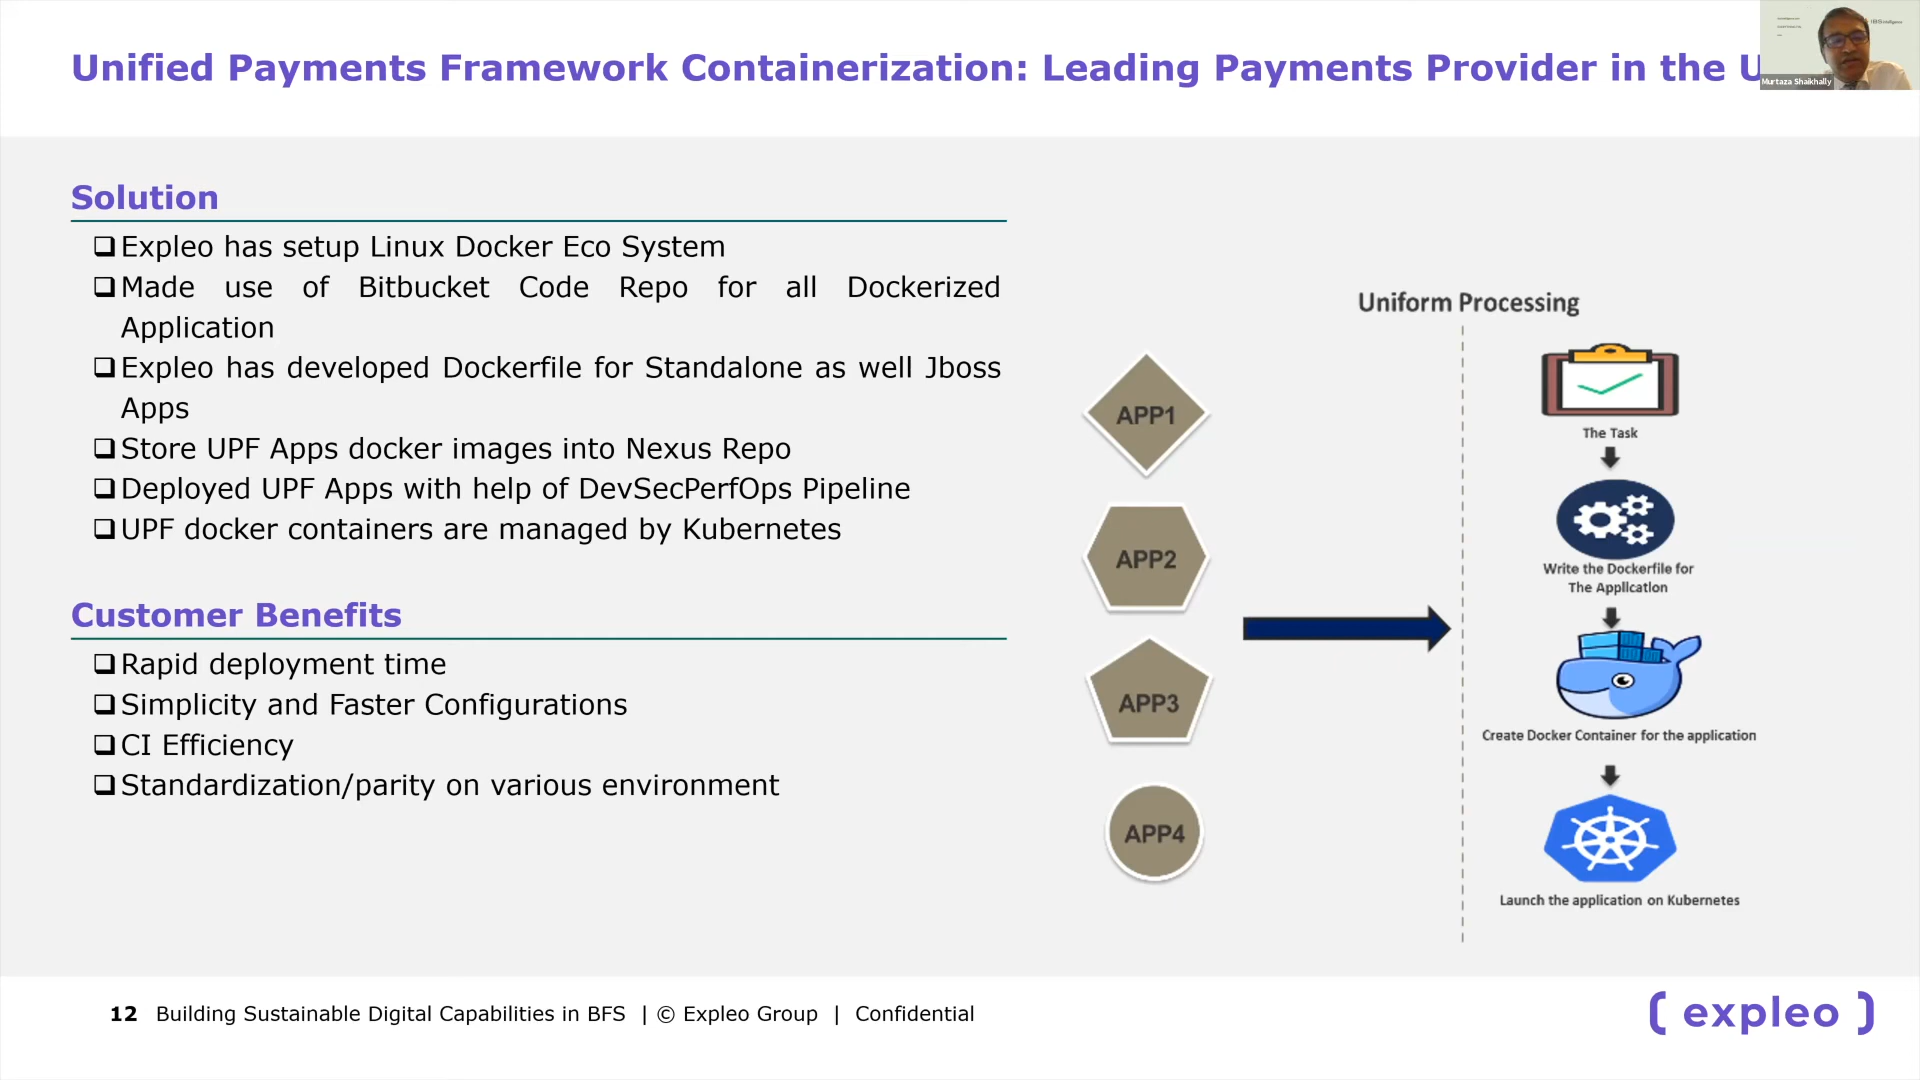 Unified Payments Framework Containerization: Leading Payments Provider in the
Murtaza Shaikhally
Solution
Expleo has setup Linux Docker Eco System
Made use of Bitbucket Code Repo for all Dockerized
Application
Expleo has developed Dockerfile for Standalone as well Jboss
Apps
Store UPF Apps docker images into Nexus Repo
Deployed UPF Apps with help of DevSecPerfOps Pipeline
UPF docker containers are managed by Kubernetes
Customer Benefits
Rapid deployment time
Simplicity and Faster Configurations
CI Efficiency
Standardization/parity on various environment
APP1
APP2
APP3
APP4
Uniform Processing
The Task
Write the Dockerfile for
The Application
Create Docker Container for the application
Launch the application on Kubernetes
12 Building Sustainable Digital Capabilities in BFS | © Expleo Group | Confidential
expleo